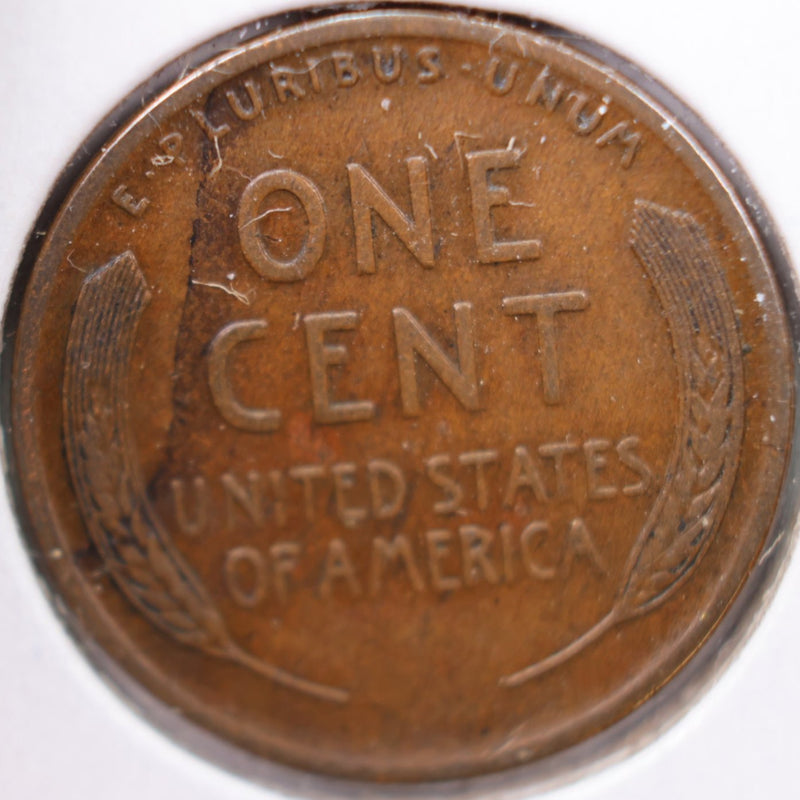 E·PLURIBUS·UNUM
ONE
CENT
UNITED STATES
OF AMERICA